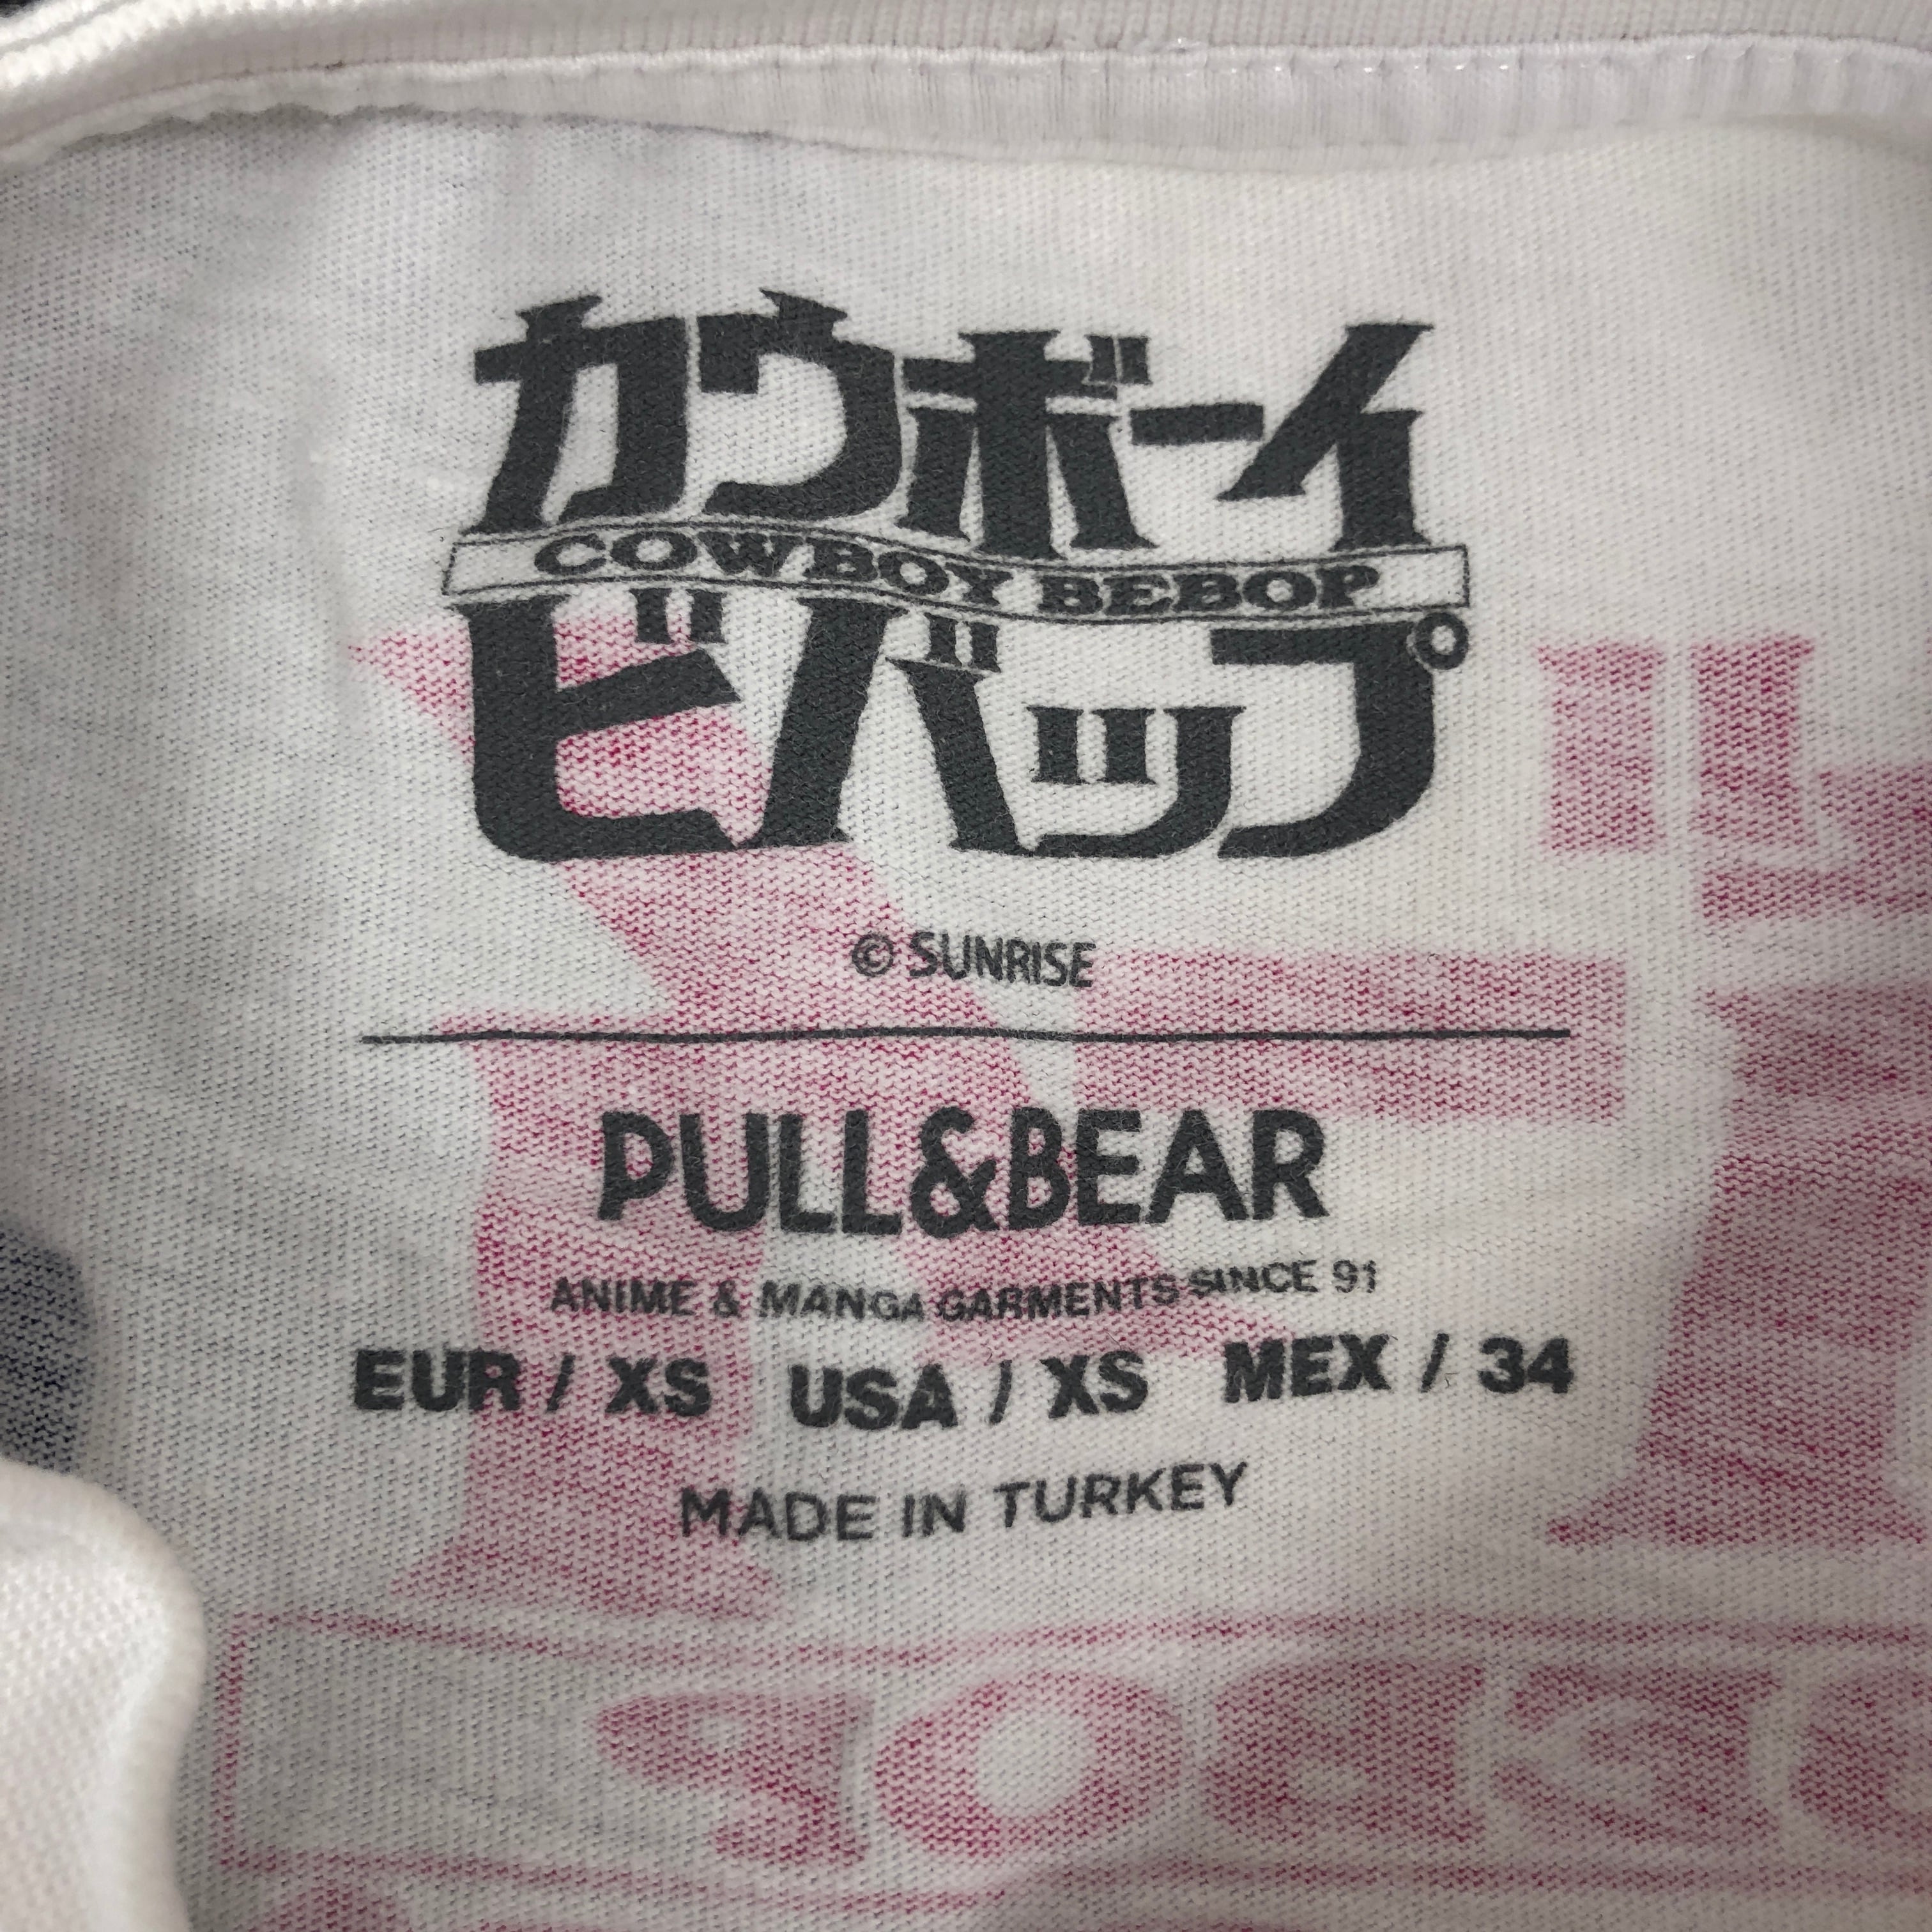 カウボーイ
COWBOY BEBOP
ビバップ
© SUNRISE
PULL&BEAR
ANIME & MANGA GARMENTS SINCE 91
EUR / XS USA / XS MEX / 34
MADE IN TURKEY